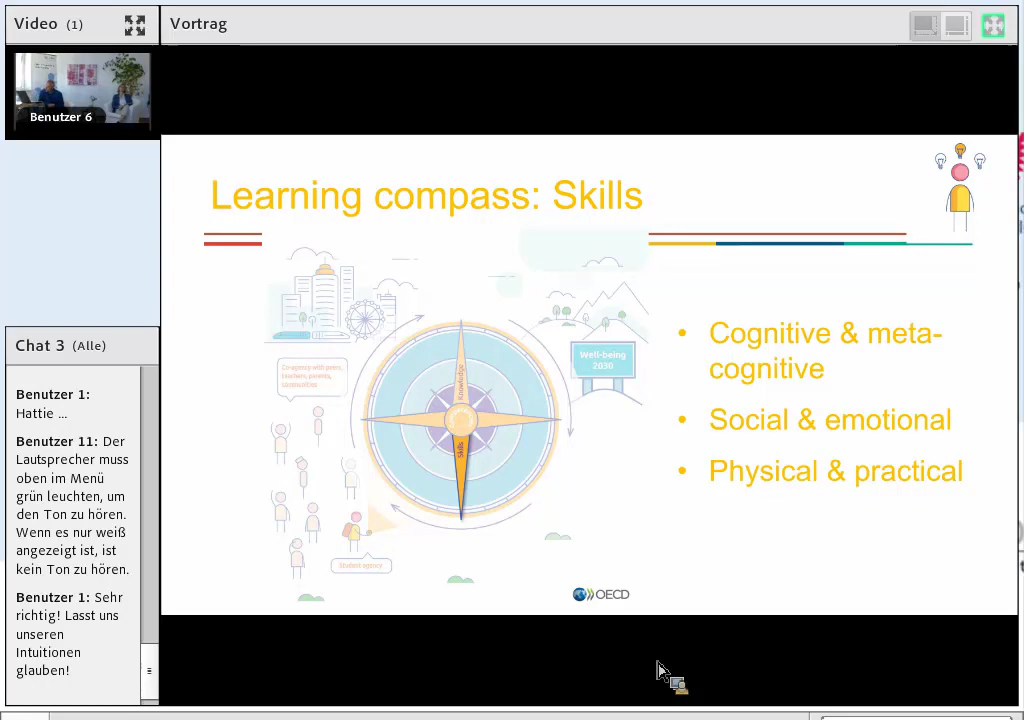 Video (1)
Vortrag
Benutzer 6
Learning compass: Skills
Co-agency with peers,
teachers, parents,
communities
Well-being
2030
Knowledge
Skills
Student agency
• Cognitive & meta-
cognitive
• Social & emotional
• Physical & practical
OECD
Chat 3 (Alle)
Benutzer 1:
Hattie ...
Benutzer 11: Der
Lautsprecher muss
oben im Menü
grün leuchten, um
den Ton zu hören.
Wenn es nur weiß
angezeigt ist, ist
kein Ton zu hören.
Benutzer 1: Sehr
richtig! Lasst uns
unseren
Intuitionen
glauben!